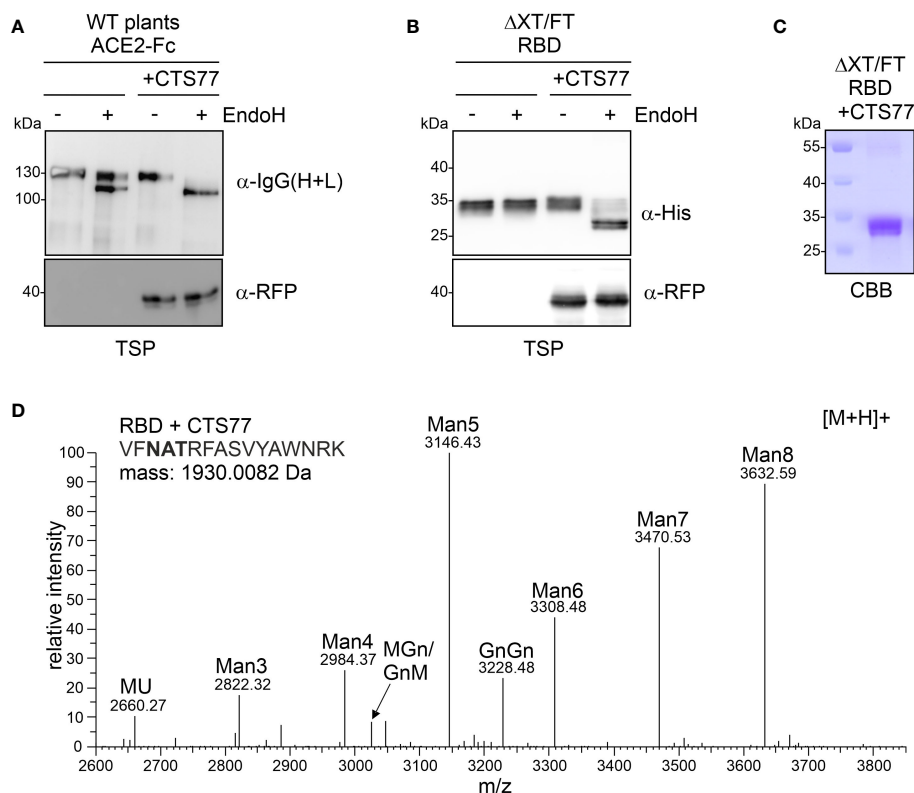 A
WT plants
ACE2-Fc
+CTS77
- + - + EndoH
kDa
130-
100-
α-IgG(H+L)
40-
α-RFP
TSP
B
ΔXT/FT
RBD
+CTS77
- + - + EndoH
kDa
40-
35-
25-
α-His
40-
α-RFP
TSP
C
ΔXT/FT
RBD
+CTS77
kDa
55-
40-
35-
25-
CBB
D
RBD + CTS77
VFNATRFASVYAWNRK
mass: 1930.0082 Da
[M+H]+
relative intensity
100
90
80
70
60
50
40
30
20
10
0
MU
2660.27
Man3
2822.32
Man4
2984.37
MGn/
GnM
Man5
3146.43
GnGn
3228.48
Man6
3308.48
Man7
3470.53
Man8
3632.59
2600 2700 2800 2900 3000 3100 3200 3300 3400 3500 3600 3700 3800
m/z